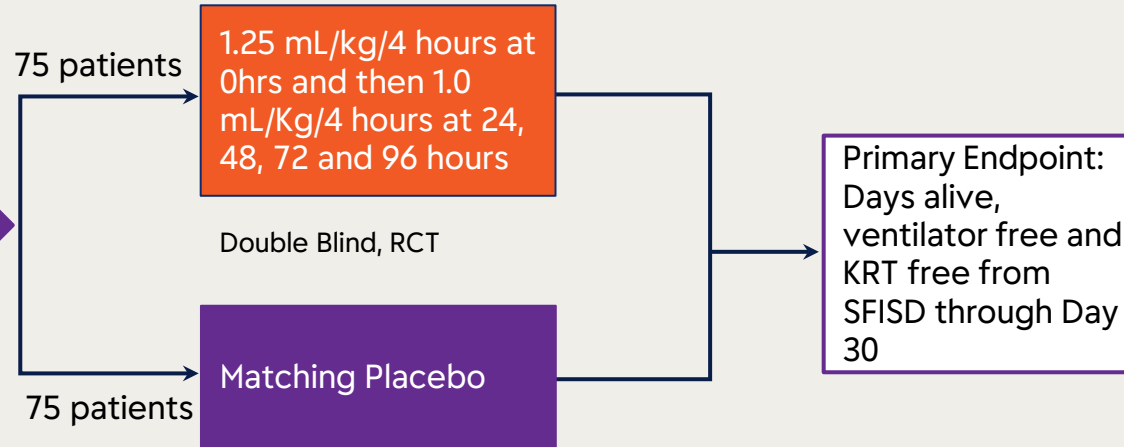 75 patients
1.25 mL/kg/4 hours at
0hrs and then 1.0
mL/Kg/4 hours at 24,
48, 72 and 96 hours
Double Blind, RCT
Matching Placebo
75 patients
Primary Endpoint:
Days alive,
ventilator free and
KRT free from
SFISD through Day
30